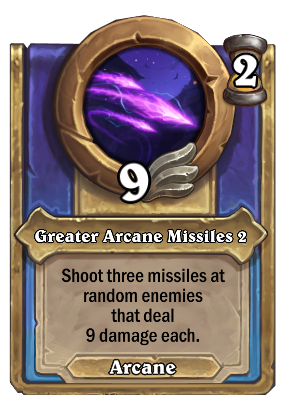 2
9
Greater Arcane Missiles 2
Shoot three missiles at
random enemies
that deal
9 damage each.
Arcane